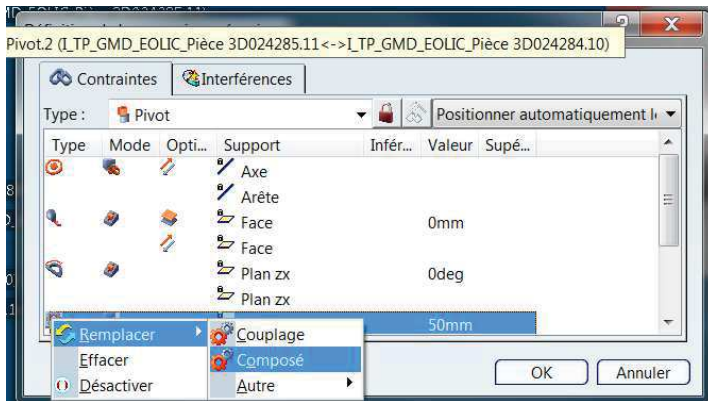 Pivot.2 (I_TP_GMD_EOLIC_Pièce 3D024285.11<->I_TP_GMD_EOLIC_Pièce 3D024284.10)
Contraintes Interférences
Type : Pivot Positionner automatiquement l
Type Mode Opti... Support Infér... Valeur Supé...
Axe
Arête
Face 0mm
Face
Plan zx 0deg
Plan zx
50mm
Remplacer Couplage
Effacer Composé
Désactiver Autre
OK Annuler